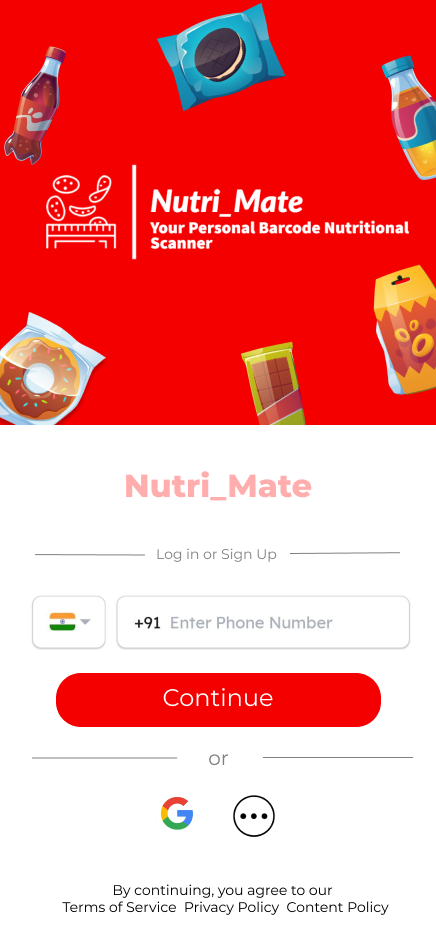 Nutri_Mate
Your Personal Barcode Nutritional
Scanner
Nutri_Mate
Log in or Sign Up
+91 Enter Phone Number
Continue
or
By continuing, you agree to our
Terms of Service Privacy Policy Content Policy